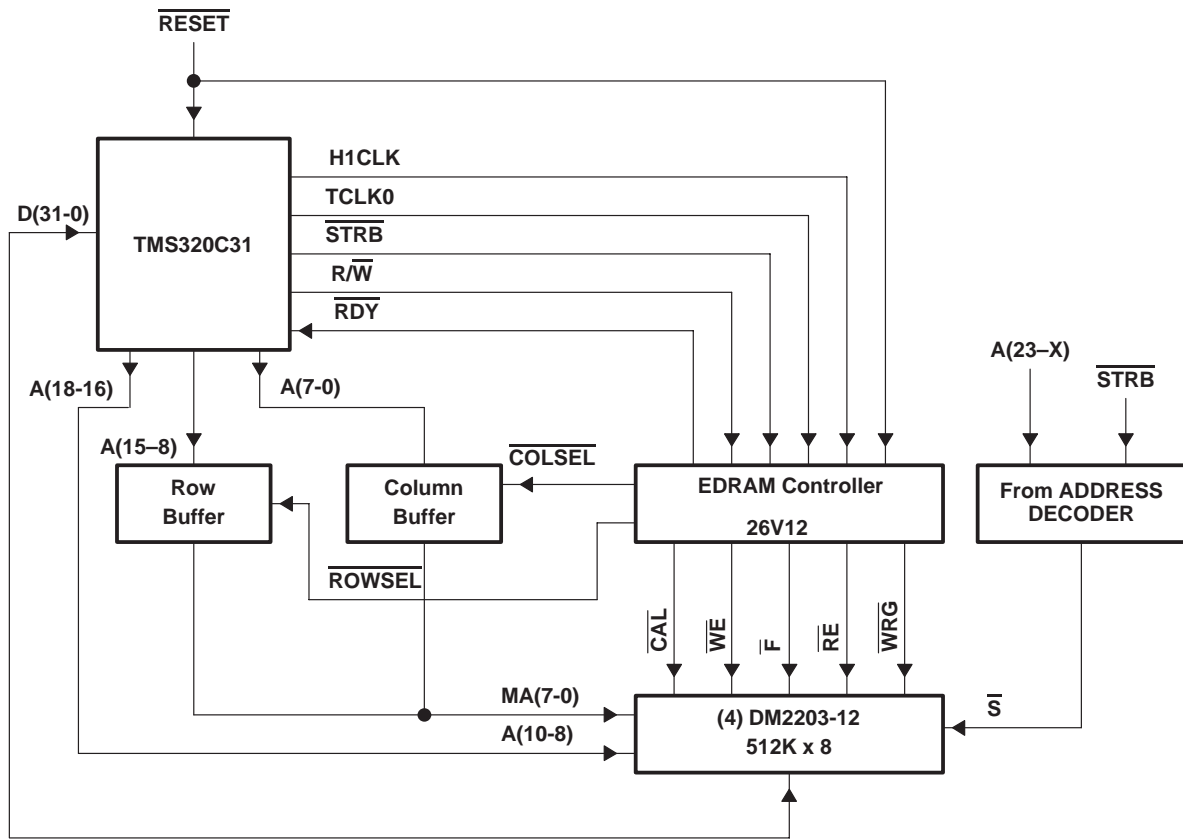 RESET
H1CLK
TCLK0
D(31-0)
STRB
TMS320C31
R/W
RDY
A(23–X)
A(18-16)
A(7-0)
STRB
A(15–8)
COLSEL
Row
Buffer
Column
Buffer
EDRAM Controller
26V12
From ADDRESS
DECODER
ROWSEL
CAL
WE
F
RE
WRG
MA(7-0)
A(10-8)
(4) DM2203-12
512K x 8
S